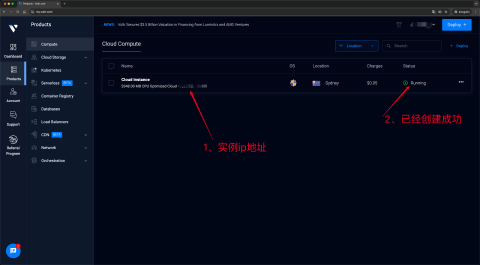 Products
NEWS
Vultr Secures $3.5 Billion Valuation in Financing from LuminArx and AMD Ventures
Deploy +
Dashboard
Products
Account
Support
Referral
Program
Compute
Cloud Storage
Kubernetes
Serverless
Container Registry
Databases
Load Balancers
CDN
Network
Orchestration
Cloud Compute
Location
Search
Deploy
Name
OS
Location
Charges
Status
Cloud Instance
2048.00 MB CPU Optimized Cloud
Sydney
$0.05
Running
1、实例ip地址
2、已经创建成功